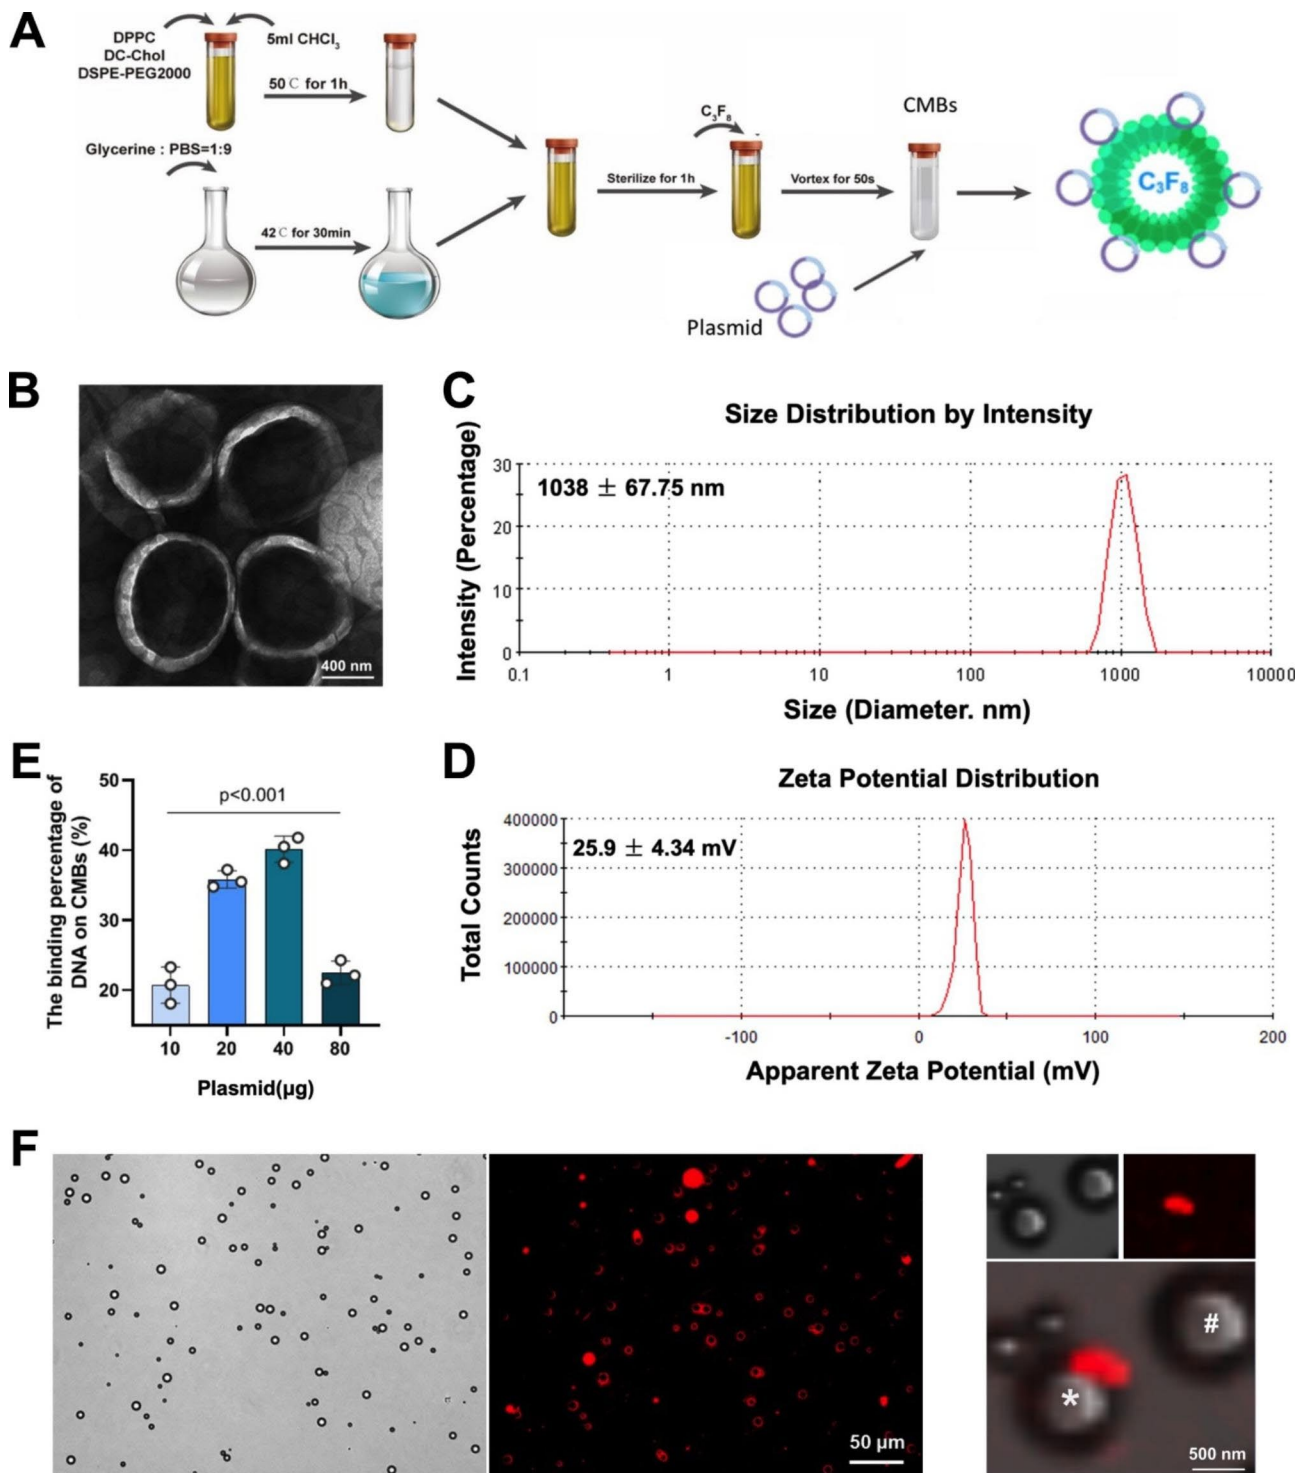 A
DPPC
DC-Chol
DSPE-PEG2000
5ml CHCl₃
50℃ for 1h
Glycerine : PBS=1:9
42℃ for 30min
Sterilize for 1h
C₃F₈
Vortex for 50s
CMBs
Plasmid
C₃F₈
B
400 nm
C
Size Distribution by Intensity
1038 ± 67.75 nm
Intensity (Percentage)
30
20
10
0
0.1 1 10 100 1000 10000
Size (Diameter. nm)
E
The binding percentage of
DNA on CMBs (%)
p<0.001
50
40
30
20
10 20 40 80
Plasmid(μg)
D
Zeta Potential Distribution
25.9 ± 4.34 mV
Total Counts
400000
300000
200000
100000
0
-100 0 100 200
Apparent Zeta Potential (mV)
F
50 μm
#
*
500 nm